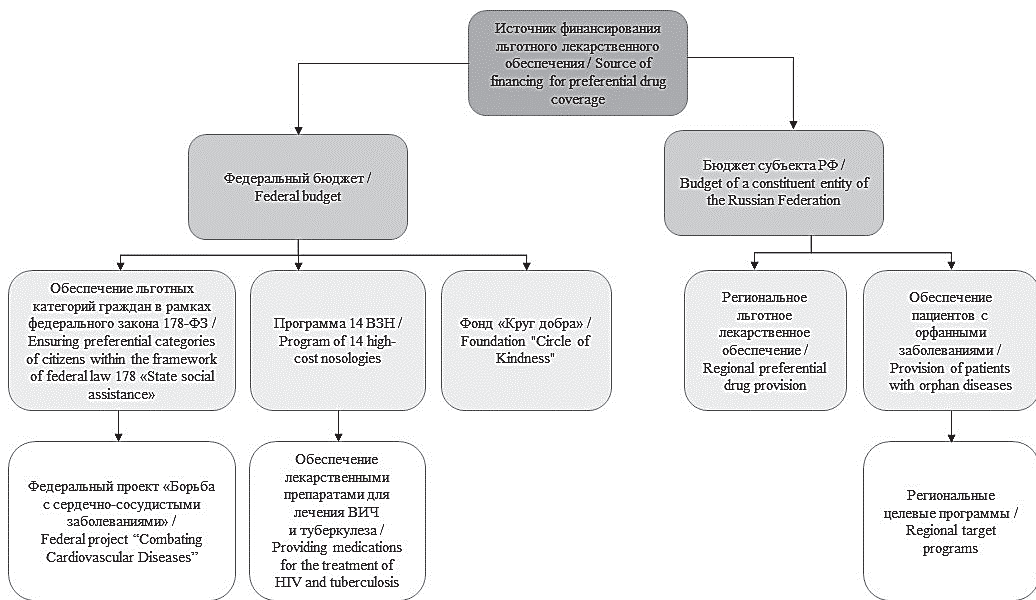 Источник финансирования
льготного лекарственного
обеспечения / Source of
financing for preferential drug
coverage
Федеральный бюджет /
Federal budget
Бюджет субъекта РФ /
Budget of a constituent entity of
the Russian Federation
Обеспечение льготных
категорий граждан в рамках
федерального закона 178-ФЗ /
Ensuring preferential categories
of citizens within the framework
of federal law 178 «State social
assistance»
Программа 14 ВЗН /
Program of 14 high-
cost nosologies
Фонд «Круг добра» /
Foundation "Circle of
Kindness"
Региональное
льготное
лекарственное
обеспечение /
Regional preferential
drug provision
Обеспечение
пациентов с
орфанными
заболеваниями /
Provision of patients
with orphan diseases
Федеральный проект «Борьба
с сердечно-сосудистыми
заболеваниями» /
Federal project “Combating
Cardiovascular Diseases”
Обеспечение
лекарственными
препаратами для
лечения ВИЧ
и туберкулеза /
Providing medications
for the treatment of
HIV and tuberculosis
Региональные
целевые программы /
Regional target
programs